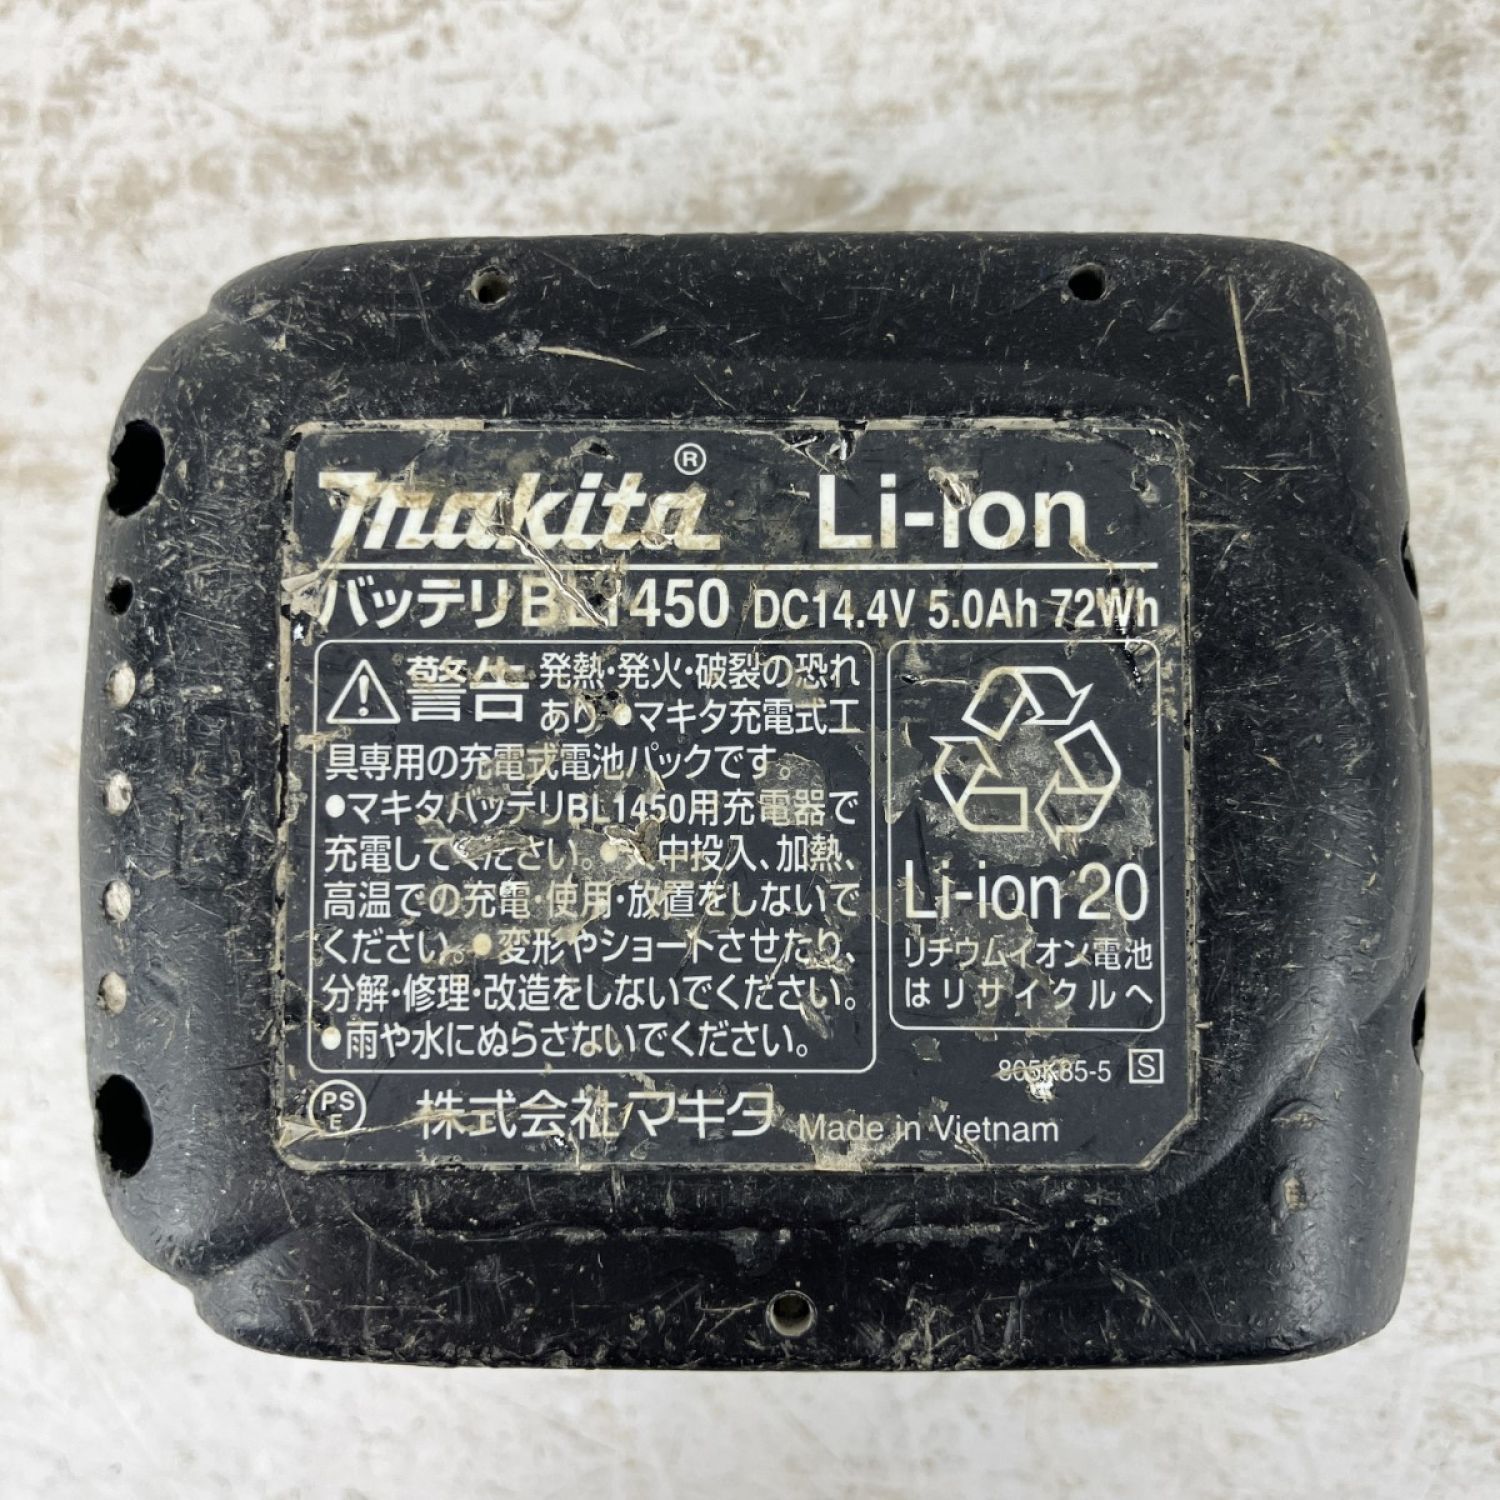 makita® Li-ion
バッテリBL1450 DC14.4V 5.0Ah 72Wh
警告 発熱・発火・破裂の恐れ
あり ●マキタ充電式工
具専用の充電式電池パックです。
●マキタバッテリBL1450用充電器で
充電してください。● 中投入、加熱、
高温での充電・使用・放置をしないで
ください。●変形やショートさせたり、
分解・修理・改造をしないでください。
●雨や水にぬらさないでください。
Li-ion 20
リチウムイオン電池
はリサイクルへ
S
PS
E
株式会社マキタ Made in Vietnam